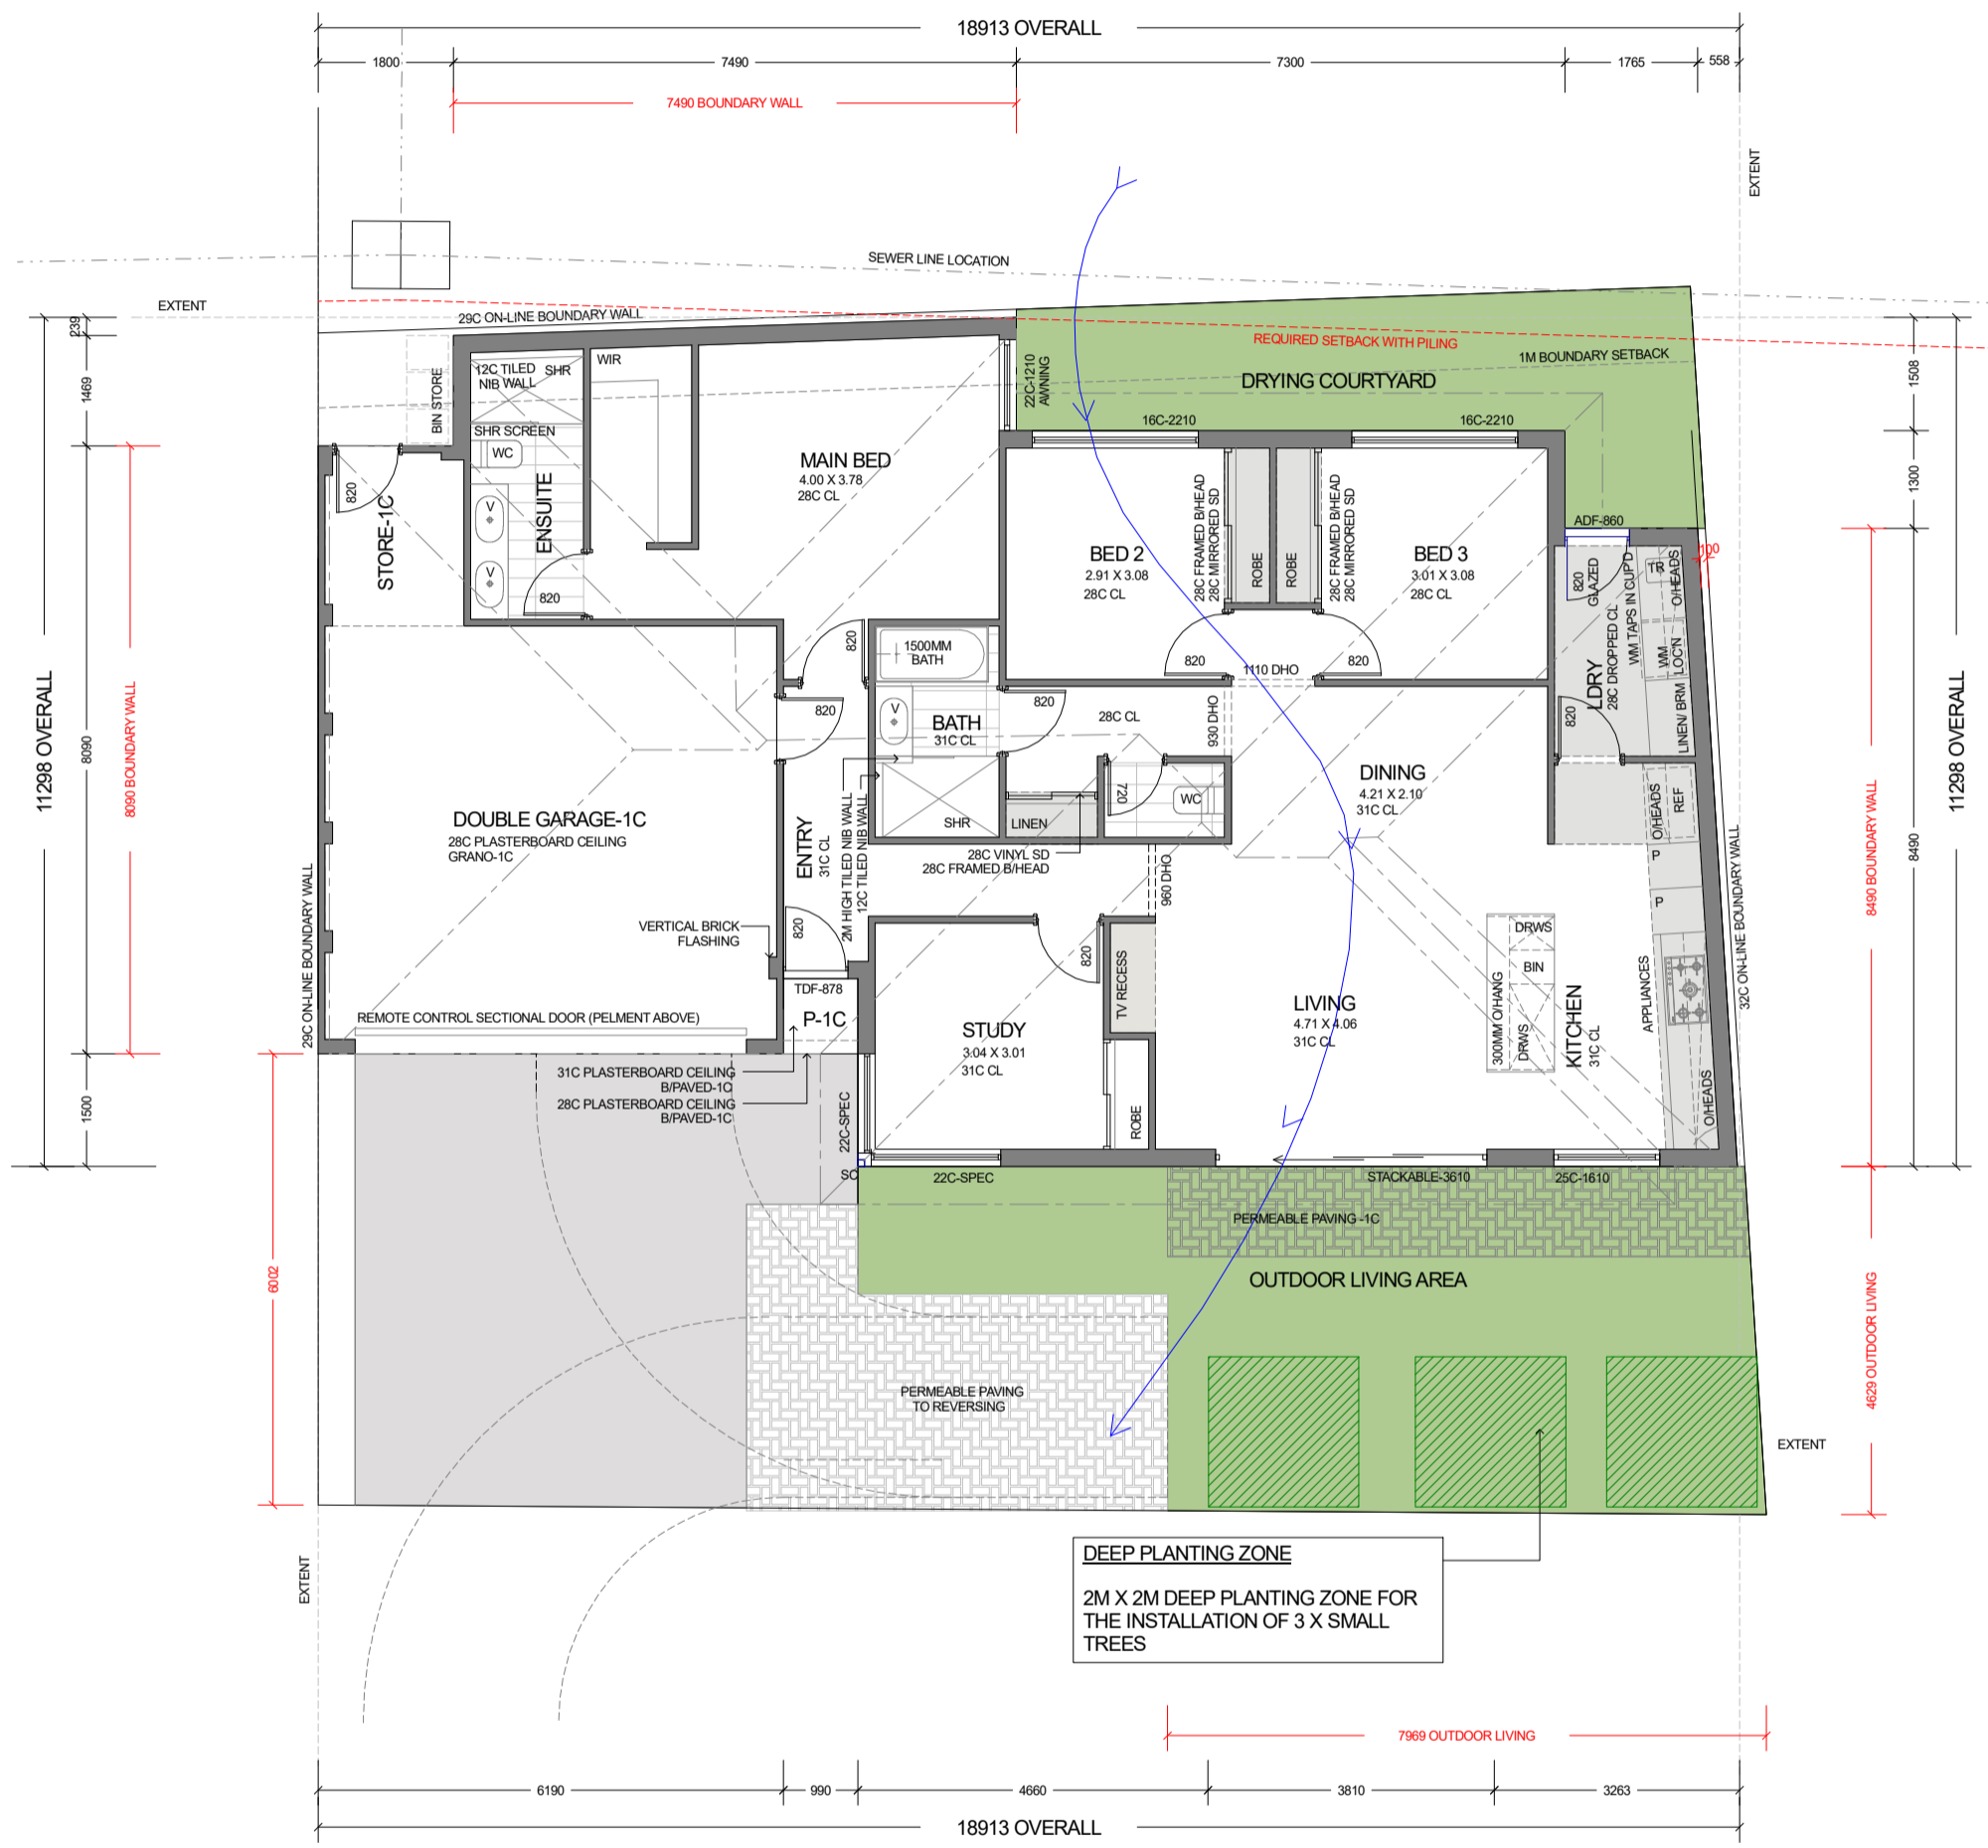 18913 OVERALL
1800
7490
7300
1765
558
7490 BOUNDARY WALL
EXTENT
SEWER LINE LOCATION
EXTENT
29C ON-LINE BOUNDARY WALL
REQUIRED SETBACK WITH PILING
1M BOUNDARY SETBACK
239
1469
8090
1500
11298 OVERALL
8090 BOUNDARY WALL
6002
BIN STORE
12C TILED
NIB WALL
SHR
WIR
SHR SCREEN
WC
V
V
ENSUITE
820
820
STORE-1C
MAIN BED
4.00 X 3.78
28C CL
22C-1210
AWNING
DRYING COURTYARD
16C-2210
16C-2210
BED 2
2.91 X 3.08
28C CL
28C FRAMED B/HEAD
28C MIRRORED SD
ROBE
ROBE
28C FRAMED B/HEAD
28C MIRRORED SD
BED 3
3.01 X 3.08
28C CL
820
820
1110 DHO
ADF-860
820
GLAZED
LDRY
28C DROPPED CL
WM TAPS IN CUP'D
TR
O/HEADS
WM
LOC'N
LINEN/ BRM
820
100
1508
1300
8490
11298 OVERALL
8490 BOUNDARY WALL
4629 OUTDOOR LIVING
32C ON-LINE BOUNDARY WALL
820
820
1500MM
BATH
V
BATH
31C CL
820
28C CL
930 DHO
720
WC
SHR
LINEN
28C VINYL SD
28C FRAMED B/HEAD
2M HIGH TILED NIB WALL
12C TILED NIB WALL
DOUBLE GARAGE-1C
28C PLASTERBOARD CEILING
GRANO-1C
ENTRY
31C CL
820
VERTICAL BRICK
FLASHING
TDF-878
P-1C
REMOTE CONTROL SECTIONAL DOOR (PELMENT ABOVE)
29C ON-LINE BOUNDARY WALL
31C PLASTERBOARD CEILING
B/PAVED-1C
28C PLASTERBOARD CEILING
B/PAVED-1C
DINING
4.21 X 2.10
31C CL
960 DHO
O/HEADS
REF
P
P
STUDY
3.04 X 3.01
31C CL
820
TV RECESS
ROBE
22C-SPEC
SC
22C-SPEC
LIVING
4.71 X 4.06
31C CL
DRWS
BIN
DRWS
300MM O/HANG
KITCHEN
31C CL
APPLIANCES
O/HEADS
STACKABLE-3610
25C-1610
PERMEABLE PAVING -1C
OUTDOOR LIVING AREA
PERMEABLE PAVING
TO REVERSING
EXTENT
EXTENT
DEEP PLANTING ZONE
2M X 2M DEEP PLANTING ZONE FOR
THE INSTALLATION OF 3 X SMALL
TREES
7969 OUTDOOR LIVING
6190
990
4660
3810
3263
18913 OVERALL